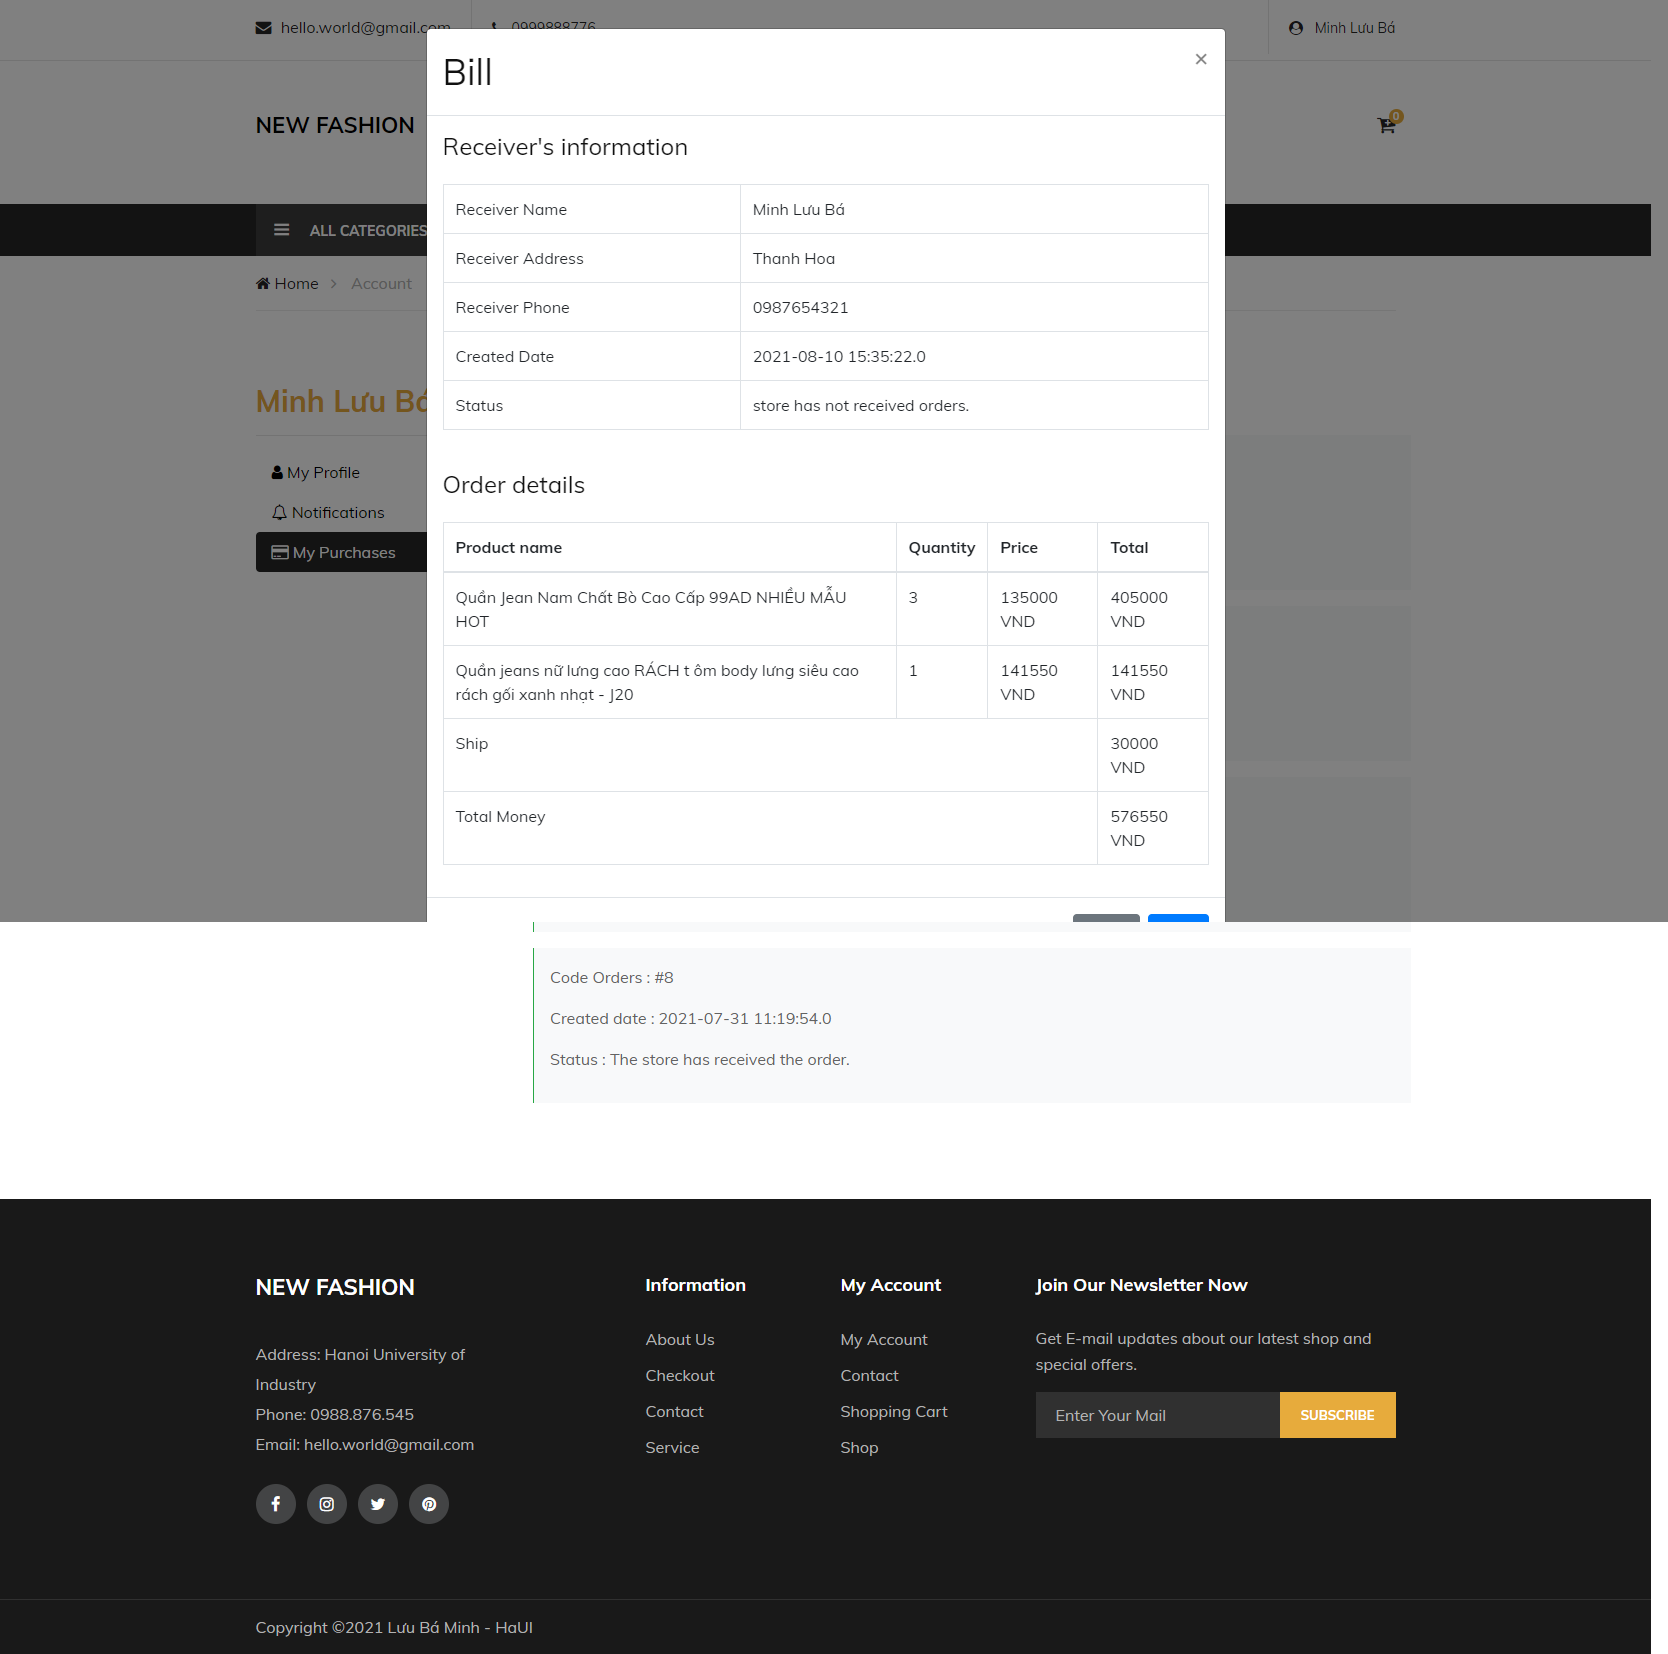 hello.world@gmail.com
0999888776
Minh Lưu Bá
Bill
×
NEW FASHION
0
Receiver's information
Receiver Name Minh Lưu Bá
ALL CATEGORIES
Receiver Address Thanh Hoa
Home > Account
Receiver Phone 0987654321
Created Date 2021-08-10 15:35:22.0
Minh Lưu Bá
Status store has not received orders.
My Profile
Notifications
My Purchases
Order details
Product name Quantity Price Total
Quần Jean Nam Chất Bò Cao Cấp 99AD NHIỀU MẪU
HOT
3
135000
VND
405000
VND
Quần jeans nữ lưng cao RÁCH t ôm body lưng siêu cao
rách gối xanh nhạt - J20
1
141550
VND
141550
VND
Ship
30000
VND
Total Money
576550
VND
Code Orders : #8
Created date : 2021-07-31 11:19:54.0
Status : The store has received the order.
NEW FASHION
Address: Hanoi University of
Industry
Phone: 0988.876.545
Email: hello.world@gmail.com
Information
About Us
Checkout
Contact
Service
My Account
My Account
Contact
Shopping Cart
Shop
Join Our Newsletter Now
Get E-mail updates about our latest shop and
special offers.
Enter Your Mail
SUBSCRIBE
Copyright ©2021 Lưu Bá Minh - HaUI